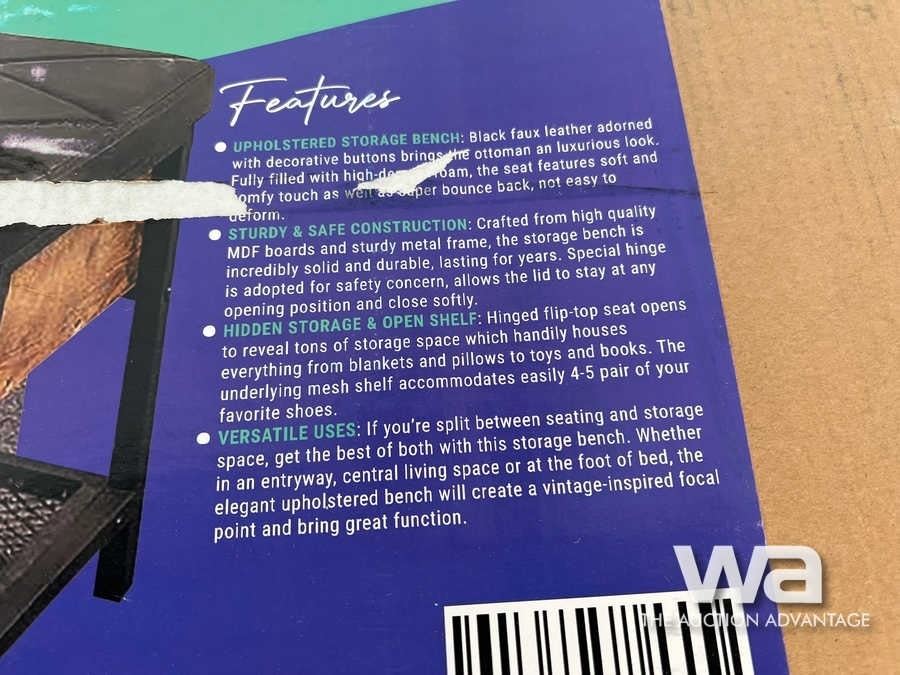 Features
UPHOLSTERED STORAGE BENCH: Black faux leather adorned
with decorative buttons brings the ottoman an luxurious look.
Fully filled with foam, the seat features soft and
comfy touch as well as super bounce back, not easy to
deform.
STURDY & SAFE CONSTRUCTION: Crafted from high quality
MDF boards and sturdy metal frame, the storage bench is
incredibly solid and durable, lasting for years. Special hinge
is adopted for safety concern, allows the lid to stay at any
opening position and close softly.
HIDDEN STORAGE & OPEN SHELF: Hinged flip-top seat opens
to reveal tons of storage space which handily houses
everything from blankets and pillows to toys and books. The
underlying mesh shelf accommodates easily 4-5 pair of your
favorite shoes.
VERSATILE USES: If you're split between seating and storage
space, get the best of both with this storage bench. Whether
in an entryway, central living space or at the foot of bed, the
elegant upholstered bench will create a vintage-inspired focal
point and bring great function.
wa
THE AUCTION ADVANTAGE